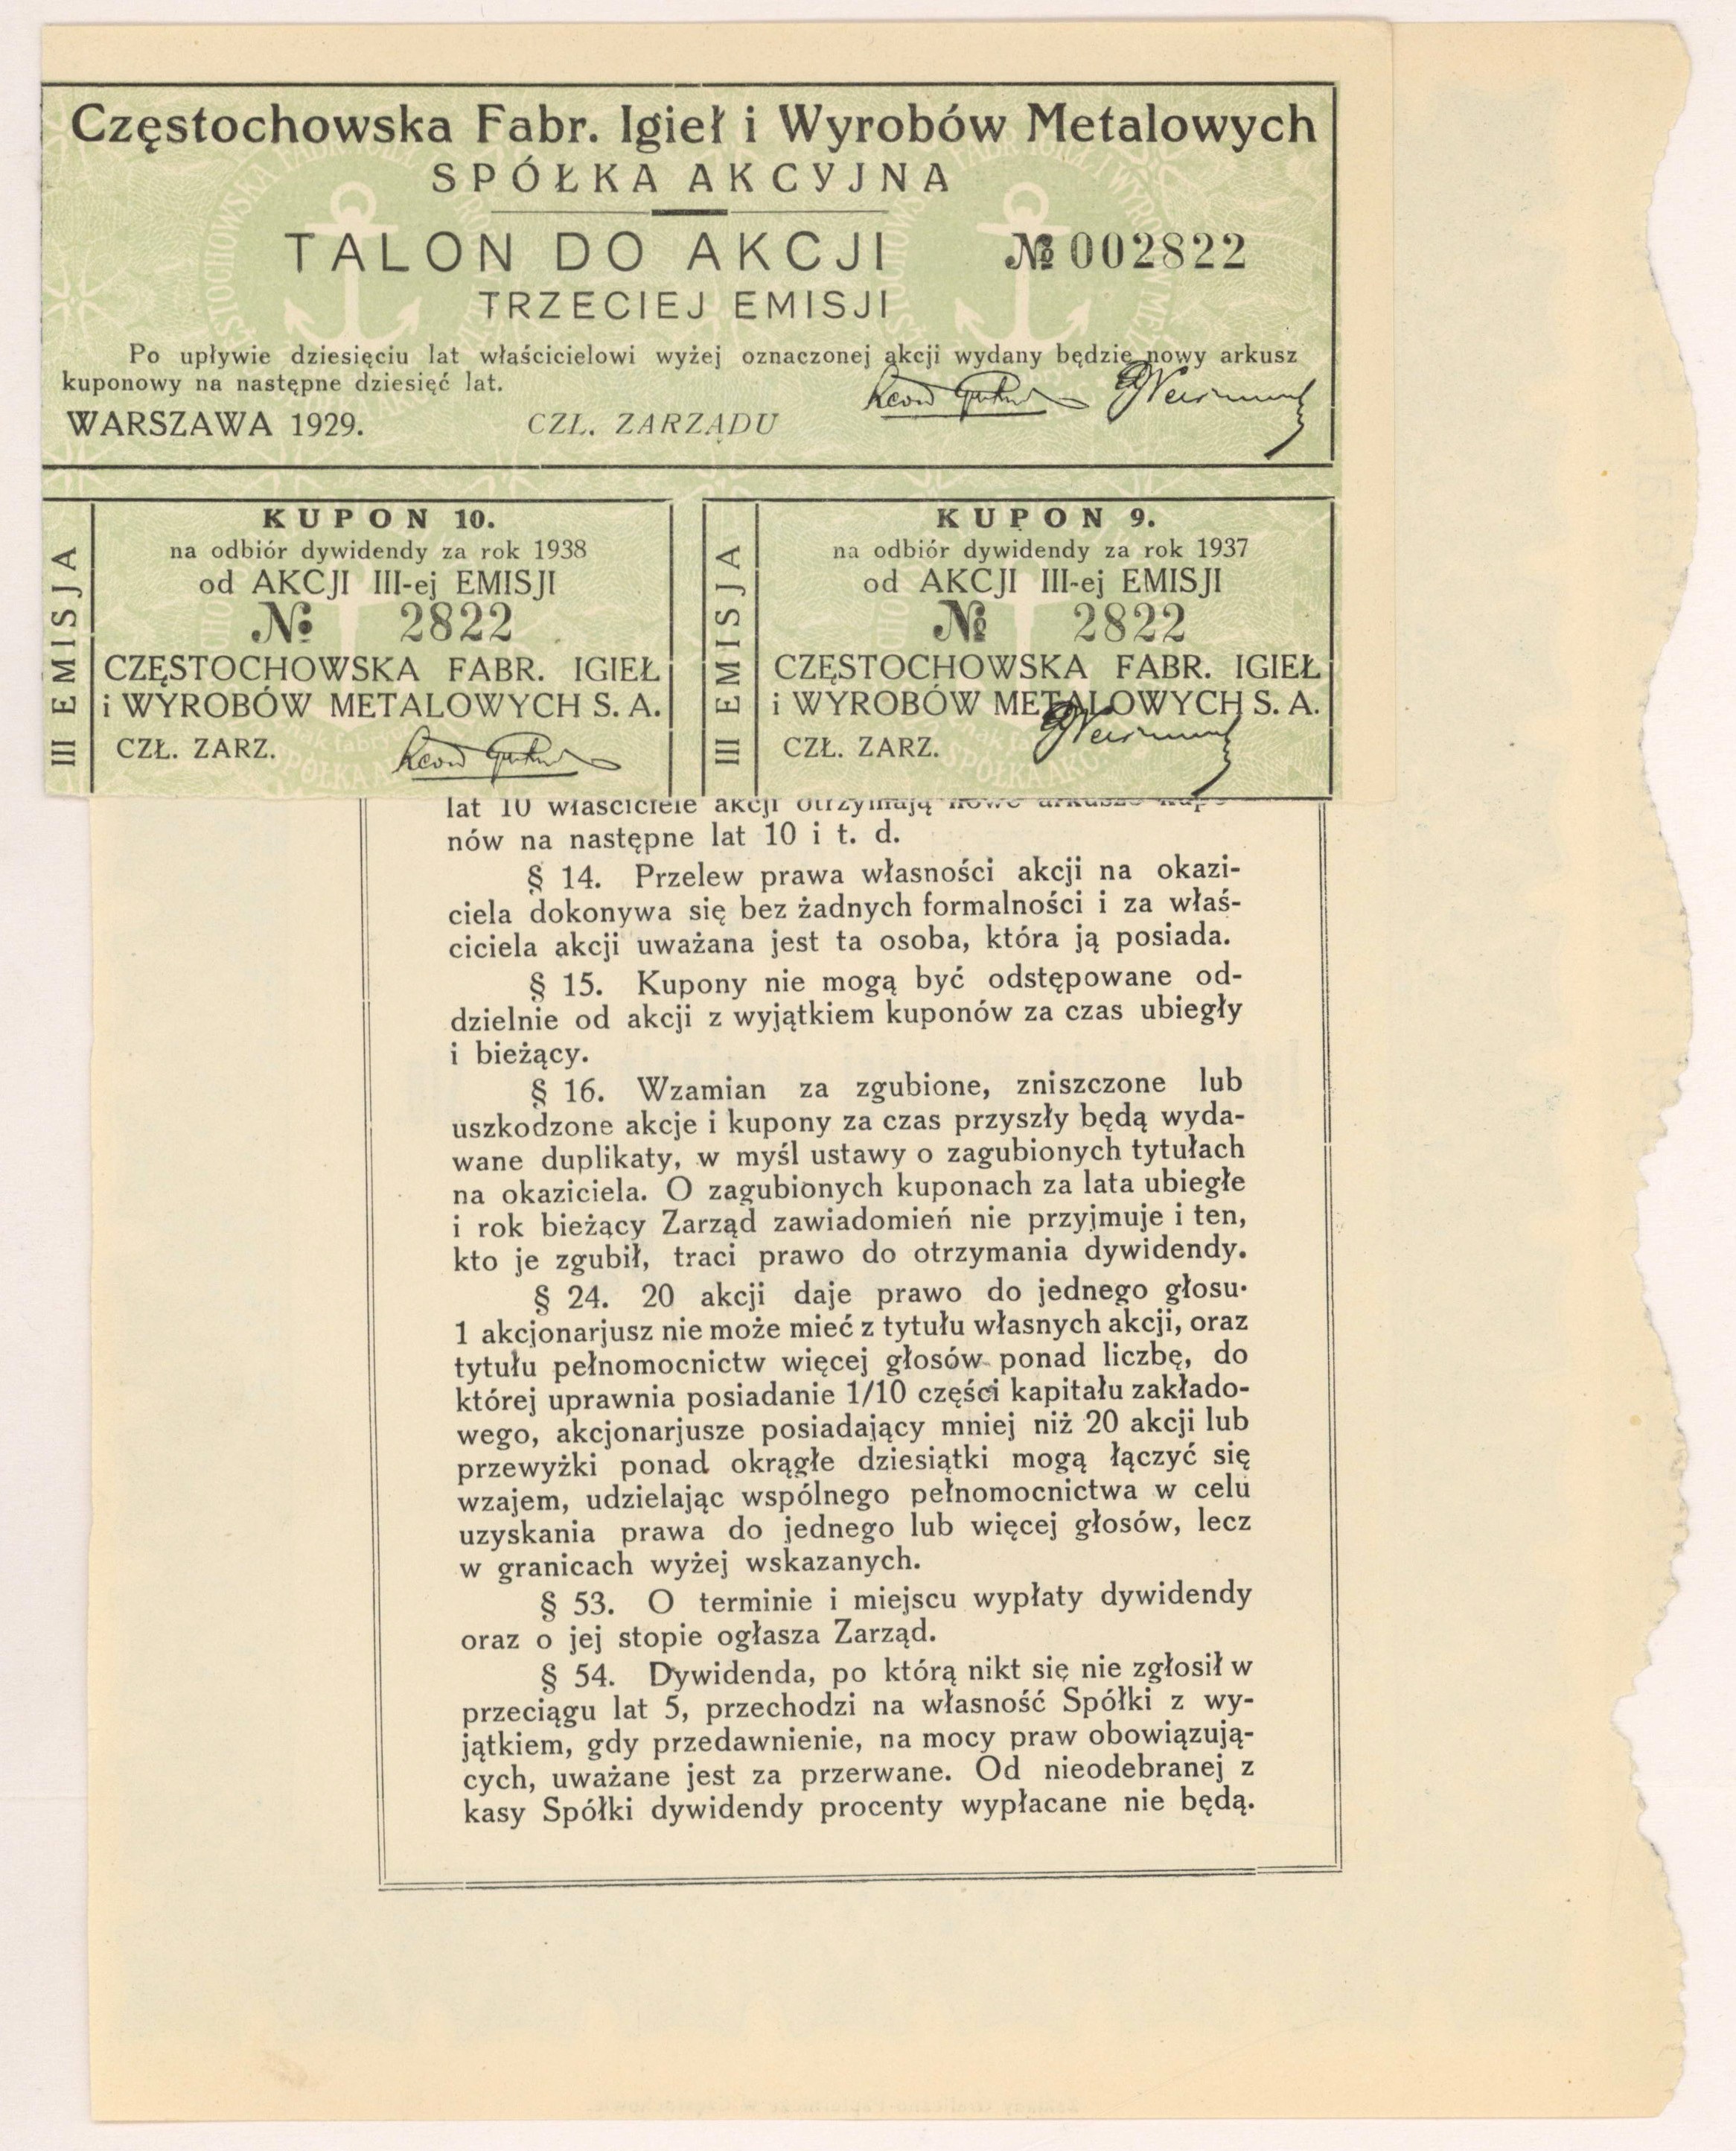 Częstochowska Fabr. Igieł i Wyrobów Metalowych
SPÓŁKA AKCYJNA
TALON DO AKCJI № 002822
TRZECIEJ EMISJI
Po upływie dziesięciu lat właścicielowi wyżej oznaczonej akcji wydany będzie nowy arkusz
kuponowy na następne dziesięć lat.
WARSZAWA 1929. CZŁ. ZARZĄDU
III EMISJA
KUPON 10.
na odbiór dywidendy za rok 1938
od AKCJI III-ej EMISJI
№ 2822
CZĘSTOCHOWSKA FABR. IGIEŁ
i WYROBÓW METALOWYCH S. A.
CZŁ. ZARZ.
III EMISJA
KUPON 9.
na odbiór dywidendy za rok 1937
od AKCJI III-ej EMISJI
№ 2822
CZĘSTOCHOWSKA FABR. IGIEŁ
i WYROBÓW METALOWYCH S. A.
CZŁ. ZARZ.
lat 10 właściciele akcji otrzymają nowe arkusze kupo-
nów na następne lat 10 i t. d.
§ 14. Przelew prawa własności akcji na okazi-
ciela dokonywa się bez żadnych formalności i za właś-
ciciela akcji uważana jest ta osoba, która ją posiada.
§ 15. Kupony nie mogą być odstępowane od-
dzielnie od akcji z wyjątkiem kuponów za czas ubiegły
i bieżący.
§ 16. Wzamian za zgubione, zniszczone lub
uszkodzone akcje i kupony za czas przyszły będą wyda-
wane duplikaty, w myśl ustawy o zagubionych tytułach
na okaziciela. O zagubionych kuponach za lata ubiegłe
i rok bieżący Zarząd zawiadomień nie przyjmuje i ten,
kto je zgubił, traci prawo do otrzymania dywidendy.
§ 24. 20 akcji daje prawo do jednego głosu.
1 akcjonarjusz nie może mieć z tytułu własnych akcji, oraz
tytułu pełnomocnictw więcej głosów ponad liczbę, do
której uprawnia posiadanie 1/10 części kapitału zakłado-
wego, akcjonarjusze posiadający mniej niż 20 akcji lub
przewyżki ponad okrągłe dziesiątki mogą łączyć się
wzajem, udzielając wspólnego pełnomocnictwa w celu
uzyskania prawa do jednego lub więcej głosów, lecz
w granicach wyżej wskazanych.
§ 53. O terminie i miejscu wypłaty dywidendy
oraz o jej stopie ogłasza Zarząd.
§ 54. Dywidenda, po którą nikt się nie zgłosił w
przeciągu lat 5, przechodzi na własność Spółki z wy-
jątkiem, gdy przedawnienie, na mocy praw obowiązują-
cych, uważane jest za przerwane. Od nieodebranej z
kasy Spółki dywidendy procenty wypłacane nie będą.